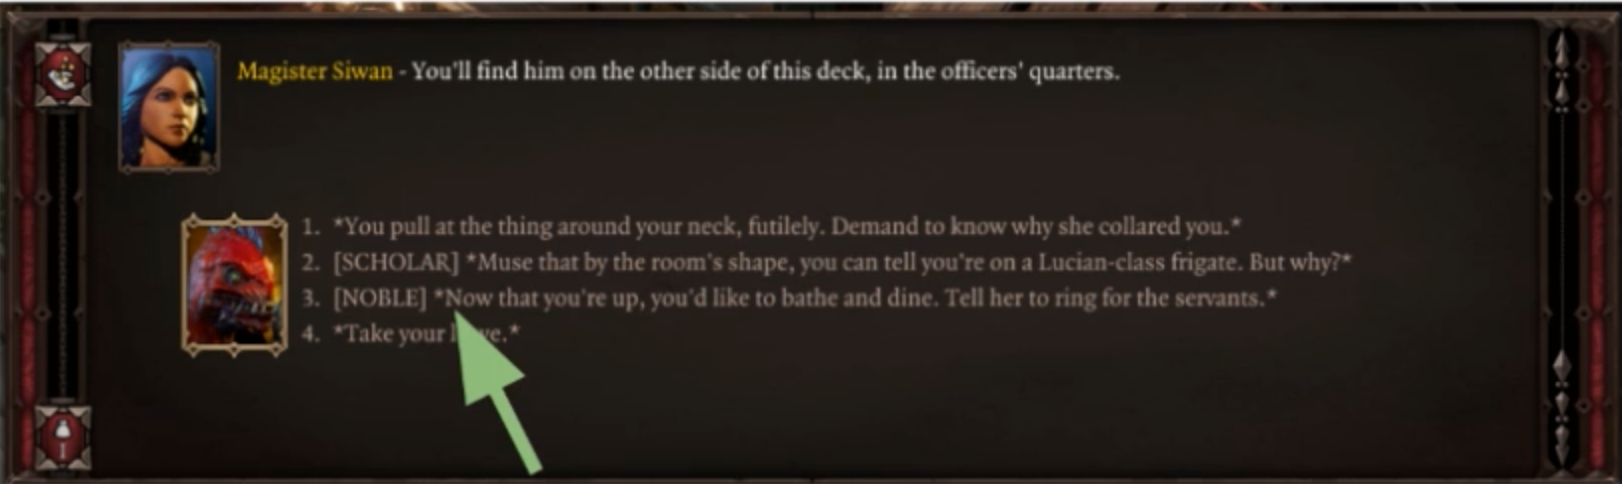 Magister Siwan - You'll find him on the other side of this deck, in the officers' quarters.
1. *You pull at the thing around your neck, futilely. Demand to know why she collared you.*
2. [SCHOLAR] *Muse that by the room's shape, you can tell you're on a Lucian-class frigate. But why?*
3. [NOBLE] *Now that you're up, you'd like to bathe and dine. Tell her to ring for the servants.*
4. *Take your